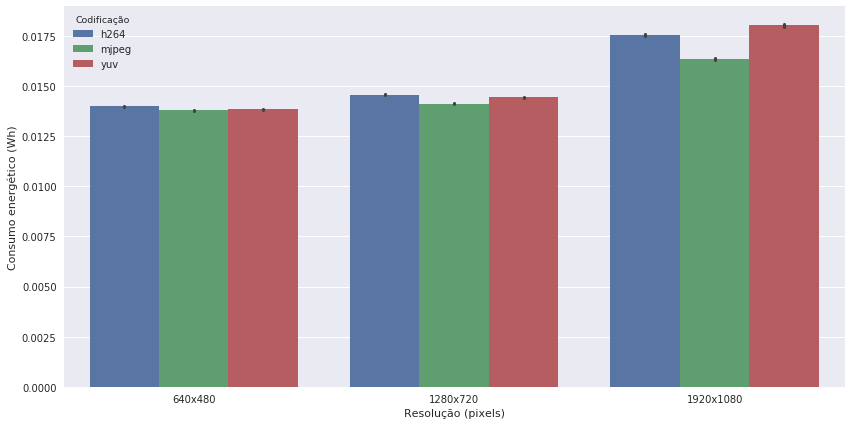 Codificação
h264
mjpeg
yuv
Consumo energético (Wh)
0.0175
0.0150
0.0125
0.0100
0.0075
0.0050
0.0025
0.0000
640x480
1280x720
1920x1080
Resolução (pixels)